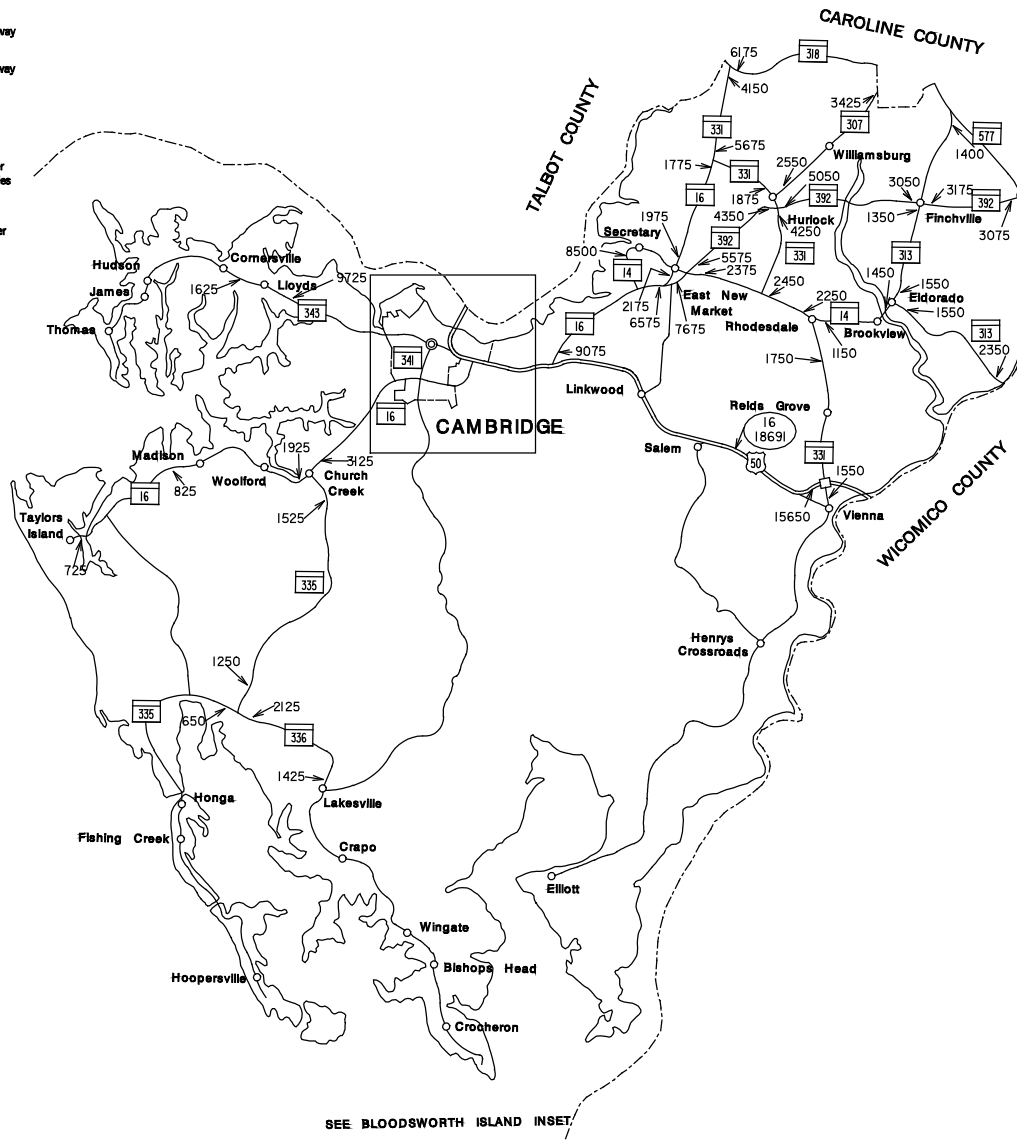 way
way
er
es
er
CAROLINE COUNTY
TALBOT COUNTY
WICOMICO COUNTY
6175
318
4150
3425
307
577
331
5675
1400
1775
331
2550
Williamsburg
16
1875
5050
392
3050
3175
392
4350
Hurlock
1350
Finchville
3075
1975
4250
Secretary
392
331
313
8500
5575
14
2375
1450
1550
2450
Eldorado
2175
East New
Market
2250
14
1550
6575
7675
Rhodesdale
Brookview
313
16
1150
2350
9075
1750
Linkwood
Hudson
Cornersville
9725
James
1625
Lloyds
343
Thomas
341
16
CAMBRIDGE
Relds Grove
16
18691
Salem
50
331
1550
15650
Vienna
Madison
1925
3125
825
Woolford
Church
Creek
16
Taylors
Island
1525
725
335
Henrys
Crossroads
1250
335
650
2125
336
1425
Honga
Lakesville
Fishing Creek
Crapo
Elliott
Wingate
Bishops Head
Hoopersville
Crocheron
SEE BLOODSWORTH ISLAND INSET